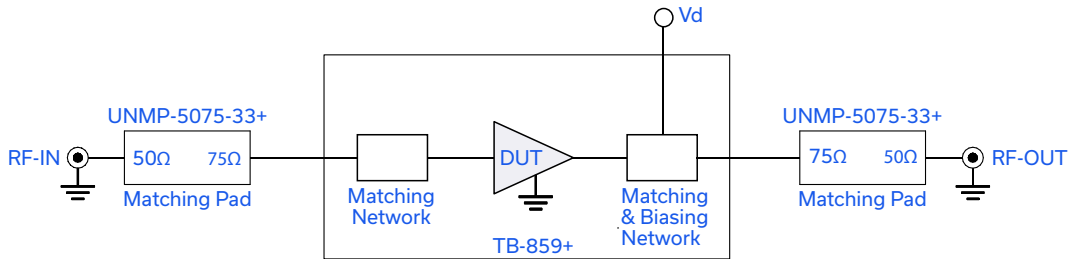 Vd
UNMP-5075-33+
UNMP-5075-33+
RF-IN
50Ω
75Ω
DUT
75Ω
50Ω
RF-OUT
Matching Pad
Matching
Network
Matching
& Biasing
Network
Matching Pad
TB-859+